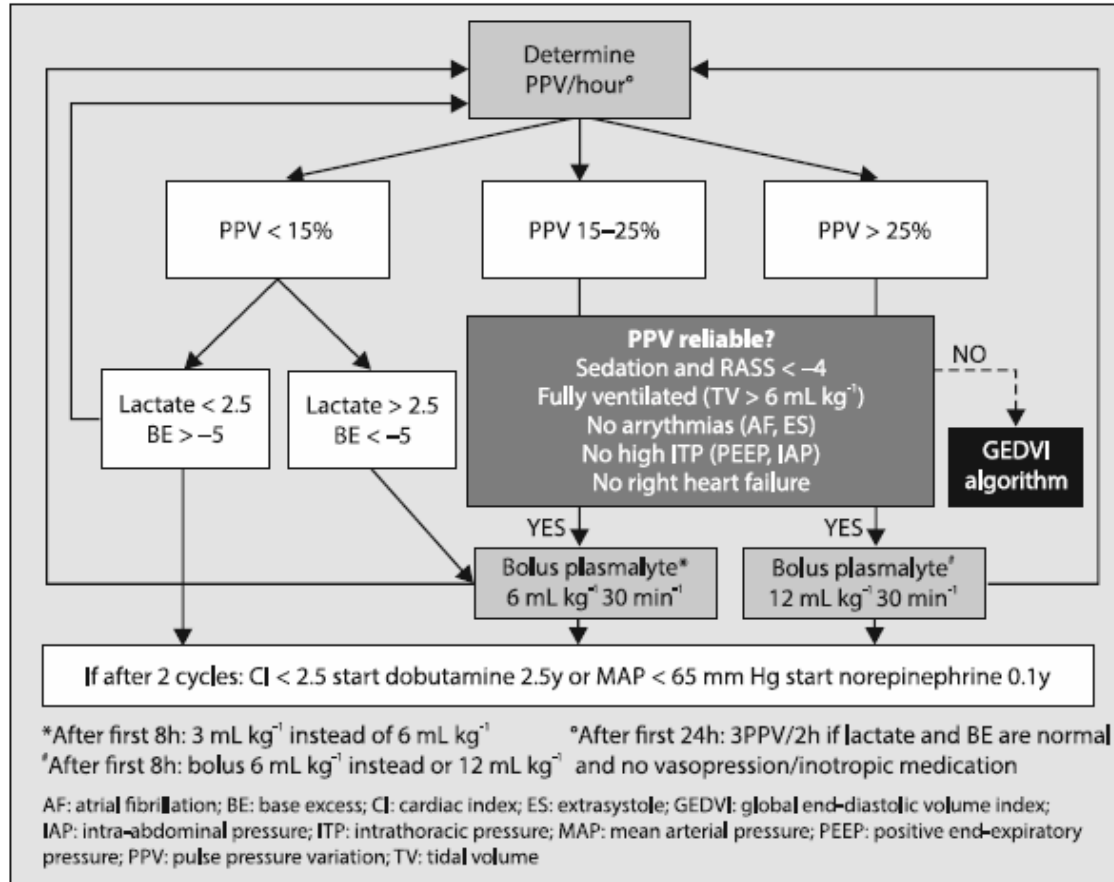 Determine
PPV/hour°
PPV < 15%
PPV 15–25%
PPV > 25%
PPV reliable?
Sedation and RASS < –4
Fully ventilated (TV > 6 mL kg⁻¹)
No arrythmias (AF, ES)
No high ITP (PEEP, IAP)
No right heart failure
NO
Lactate < 2.5
BE > –5
Lactate > 2.5
BE < –5
GEDVI
algorithm
YES
YES
Bolus plasmalyte*
6 mL kg⁻¹ 30 min⁻¹
Bolus plasmalyte#
12 mL kg⁻¹ 30 min⁻¹
If after 2 cycles: CI < 2.5 start dobutamine 2.5y or MAP < 65 mm Hg start norepinephrine 0.1y
*After first 8h: 3 mL kg⁻¹ instead of 6 mL kg⁻¹
#After first 8h: bolus 6 mL kg⁻¹ instead or 12 mL kg⁻¹
°After first 24h: 3PPV/2h if lactate and BE are normal
and no vasopression/inotropic medication
AF: atrial fibrillation; BE: base excess; CI: cardiac index; ES: extrasystole; GEDVI: global end-diastolic volume index;
IAP: intra-abdominal pressure; ITP: intrathoracic pressure; MAP: mean arterial pressure; PEEP: positive end-expiratory
pressure; PPV: pulse pressure variation; TV: tidal volume